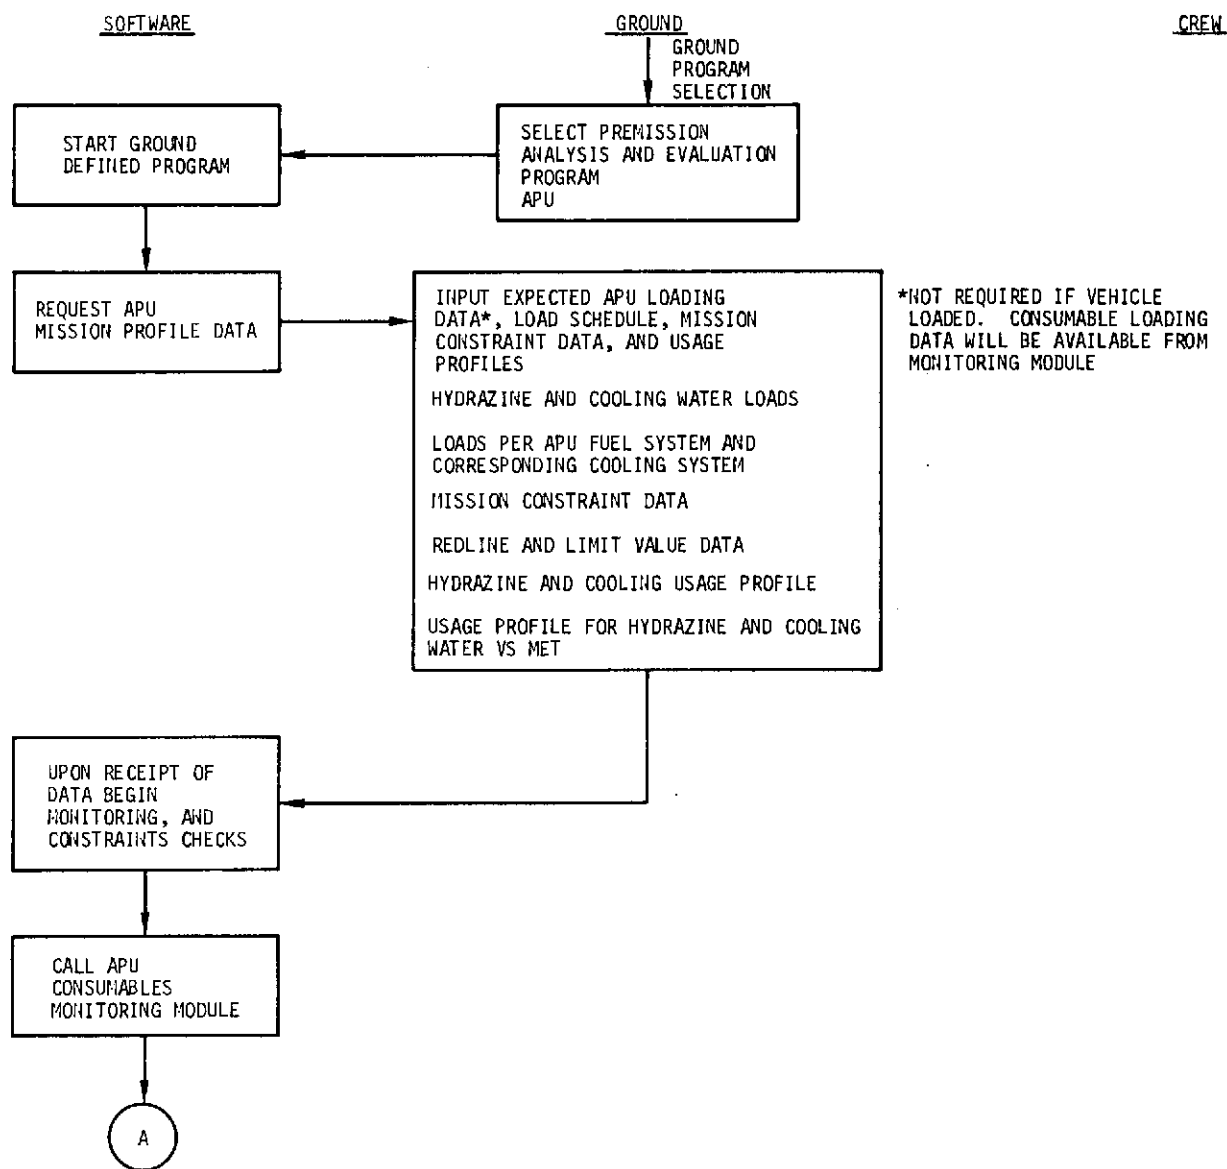 SOFTWARE
GROUND
CREW
GROUND
PROGRAM
SELECTION
START GROUND
DEFINED PROGRAM
SELECT PREMISSION
ANALYSIS AND EVALUATION
PROGRAM
APU
REQUEST APU
MISSION PROFILE DATA
INPUT EXPECTED APU LOADING
DATA*, LOAD SCHEDULE, MISSION
CONSTRAINT DATA, AND USAGE
PROFILES
HYDRAZINE AND COOLING WATER LOADS
LOADS PER APU FUEL SYSTEM AND
CORRESPONDING COOLING SYSTEM
MISSION CONSTRAINT DATA
REDLINE AND LIMIT VALUE DATA
HYDRAZINE AND COOLING USAGE PROFILE
USAGE PROFILE FOR HYDRAZINE AND COOLING
WATER VS MET
*NOT REQUIRED IF VEHICLE
LOADED. CONSUMABLE LOADING
DATA WILL BE AVAILABLE FROM
MONITORING MODULE
UPON RECEIPT OF
DATA BEGIN
MONITORING, AND
CONSTRAINTS CHECKS
CALL APU
CONSUMABLES
MONITORING MODULE
A